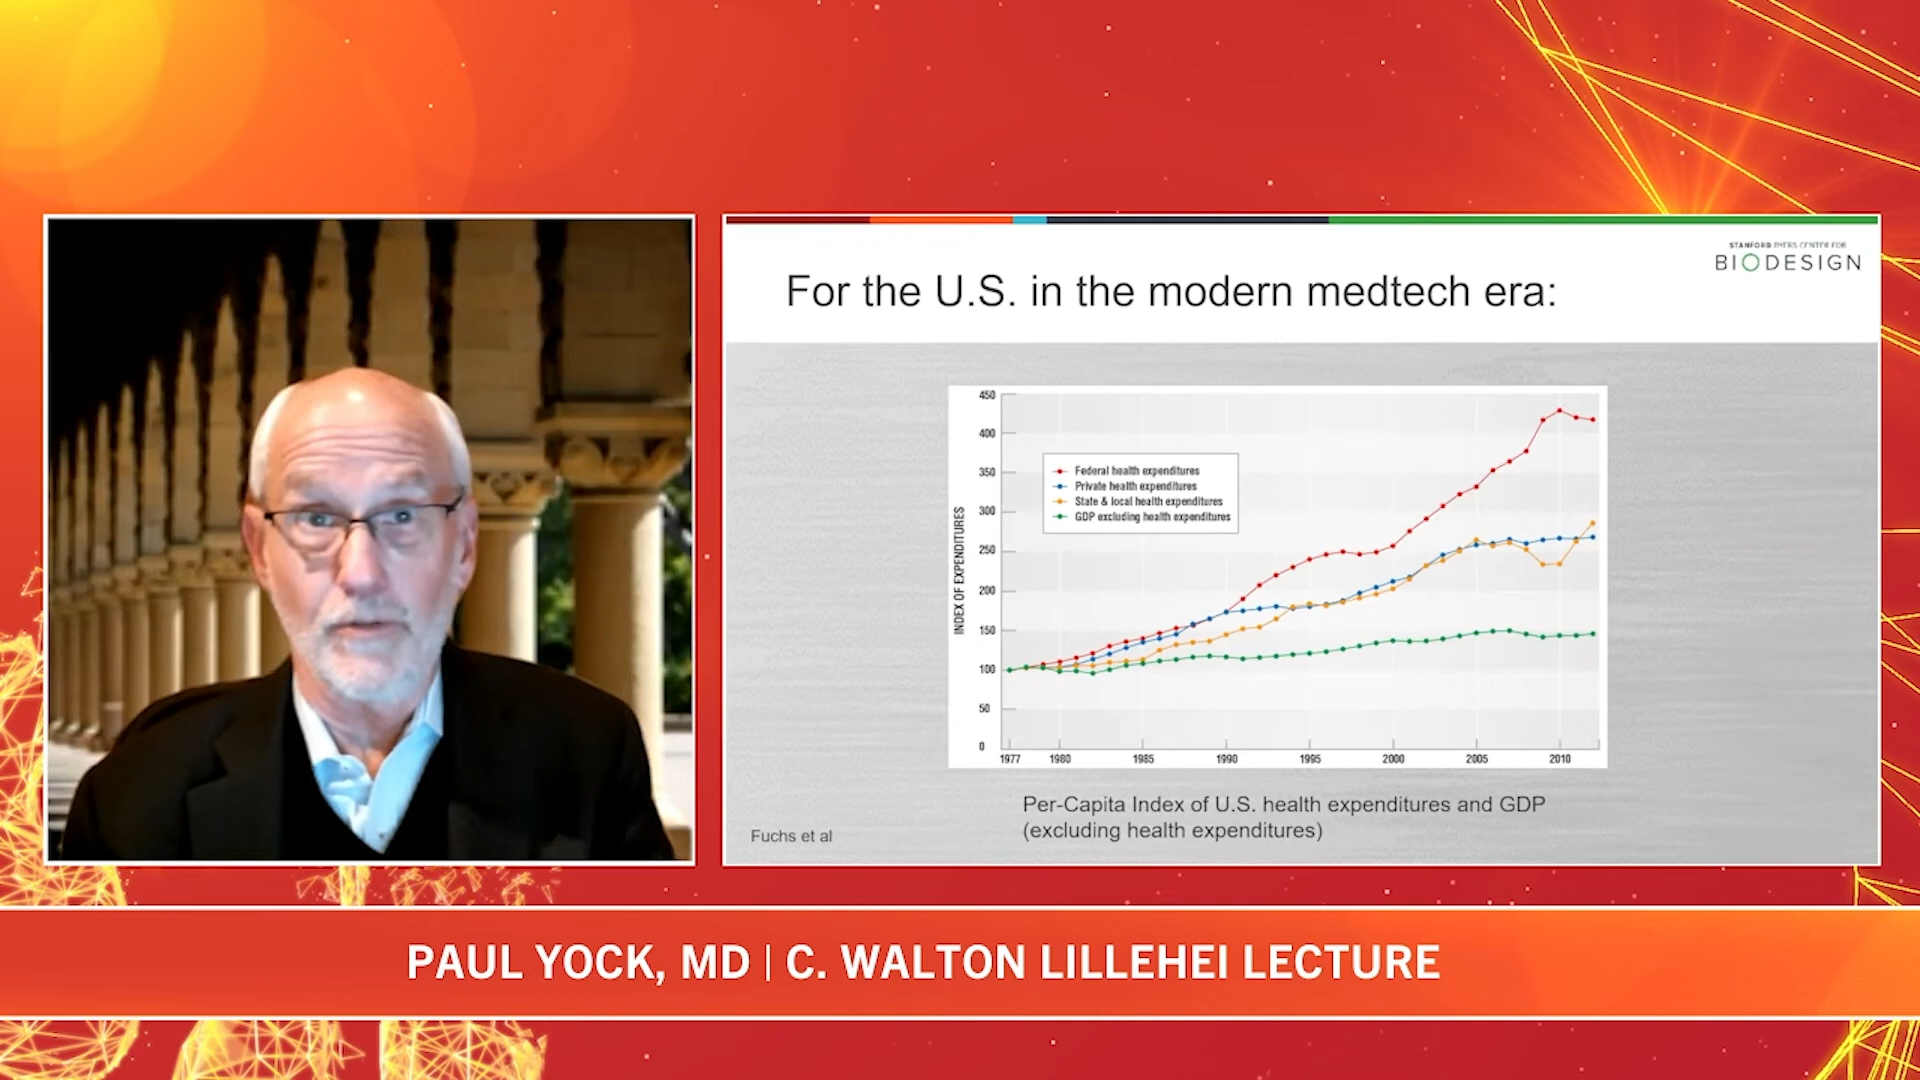 STANFORD BYERS CENTER FOR
BIODESIGN
For the U.S. in the modern medtech era:
450
400
350
300
250
200
150
100
50
0
INDEX OF EXPENDITURES
Federal health expenditures
Private health expenditures
State & local health expenditures
GDP excluding health expenditures
1977 1980 1985 1990 1995 2000 2005 2010
Per-Capita Index of U.S. health expenditures and GDP
(excluding health expenditures)
Fuchs et al
PAUL YOCK, MD | C. WALTON LILLEHEI LECTURE